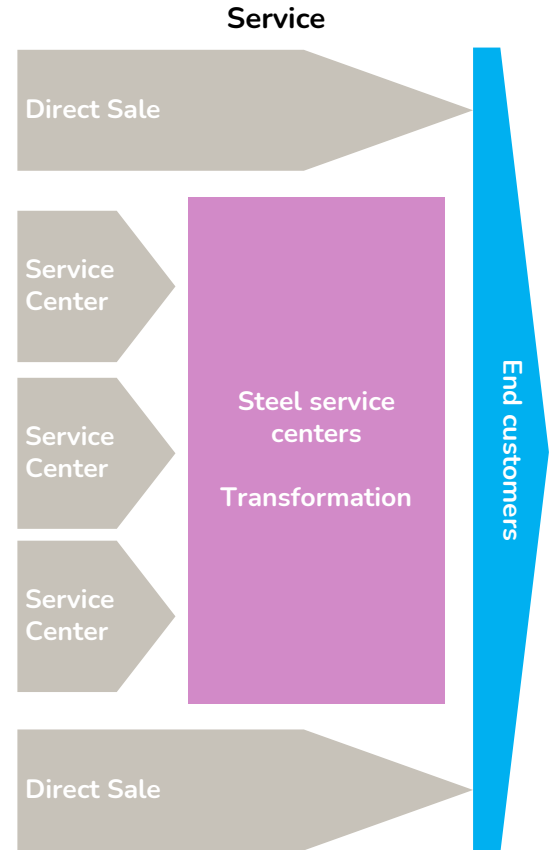 Service
Direct Sale
Service
Center
Service
Center
Service
Center
Steel service
centers
Transformation
End customers
Direct Sale